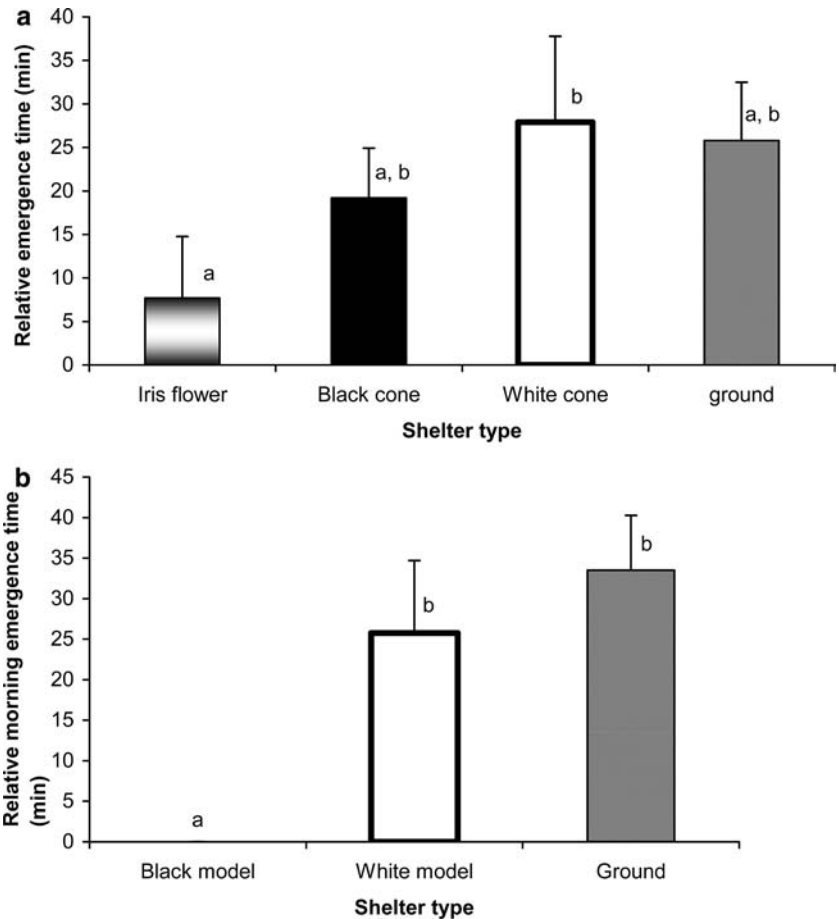 a
Relative emergence time (min)
40
35
30
25
20
15
10
5
0
a
a, b
b
a, b
Iris flower
Black cone
White cone
ground
Shelter type
b
Relative morning emergence time
(min)
45
40
35
30
25
20
15
10
5
0
a
b
b
Black model
White model
Ground
Shelter type